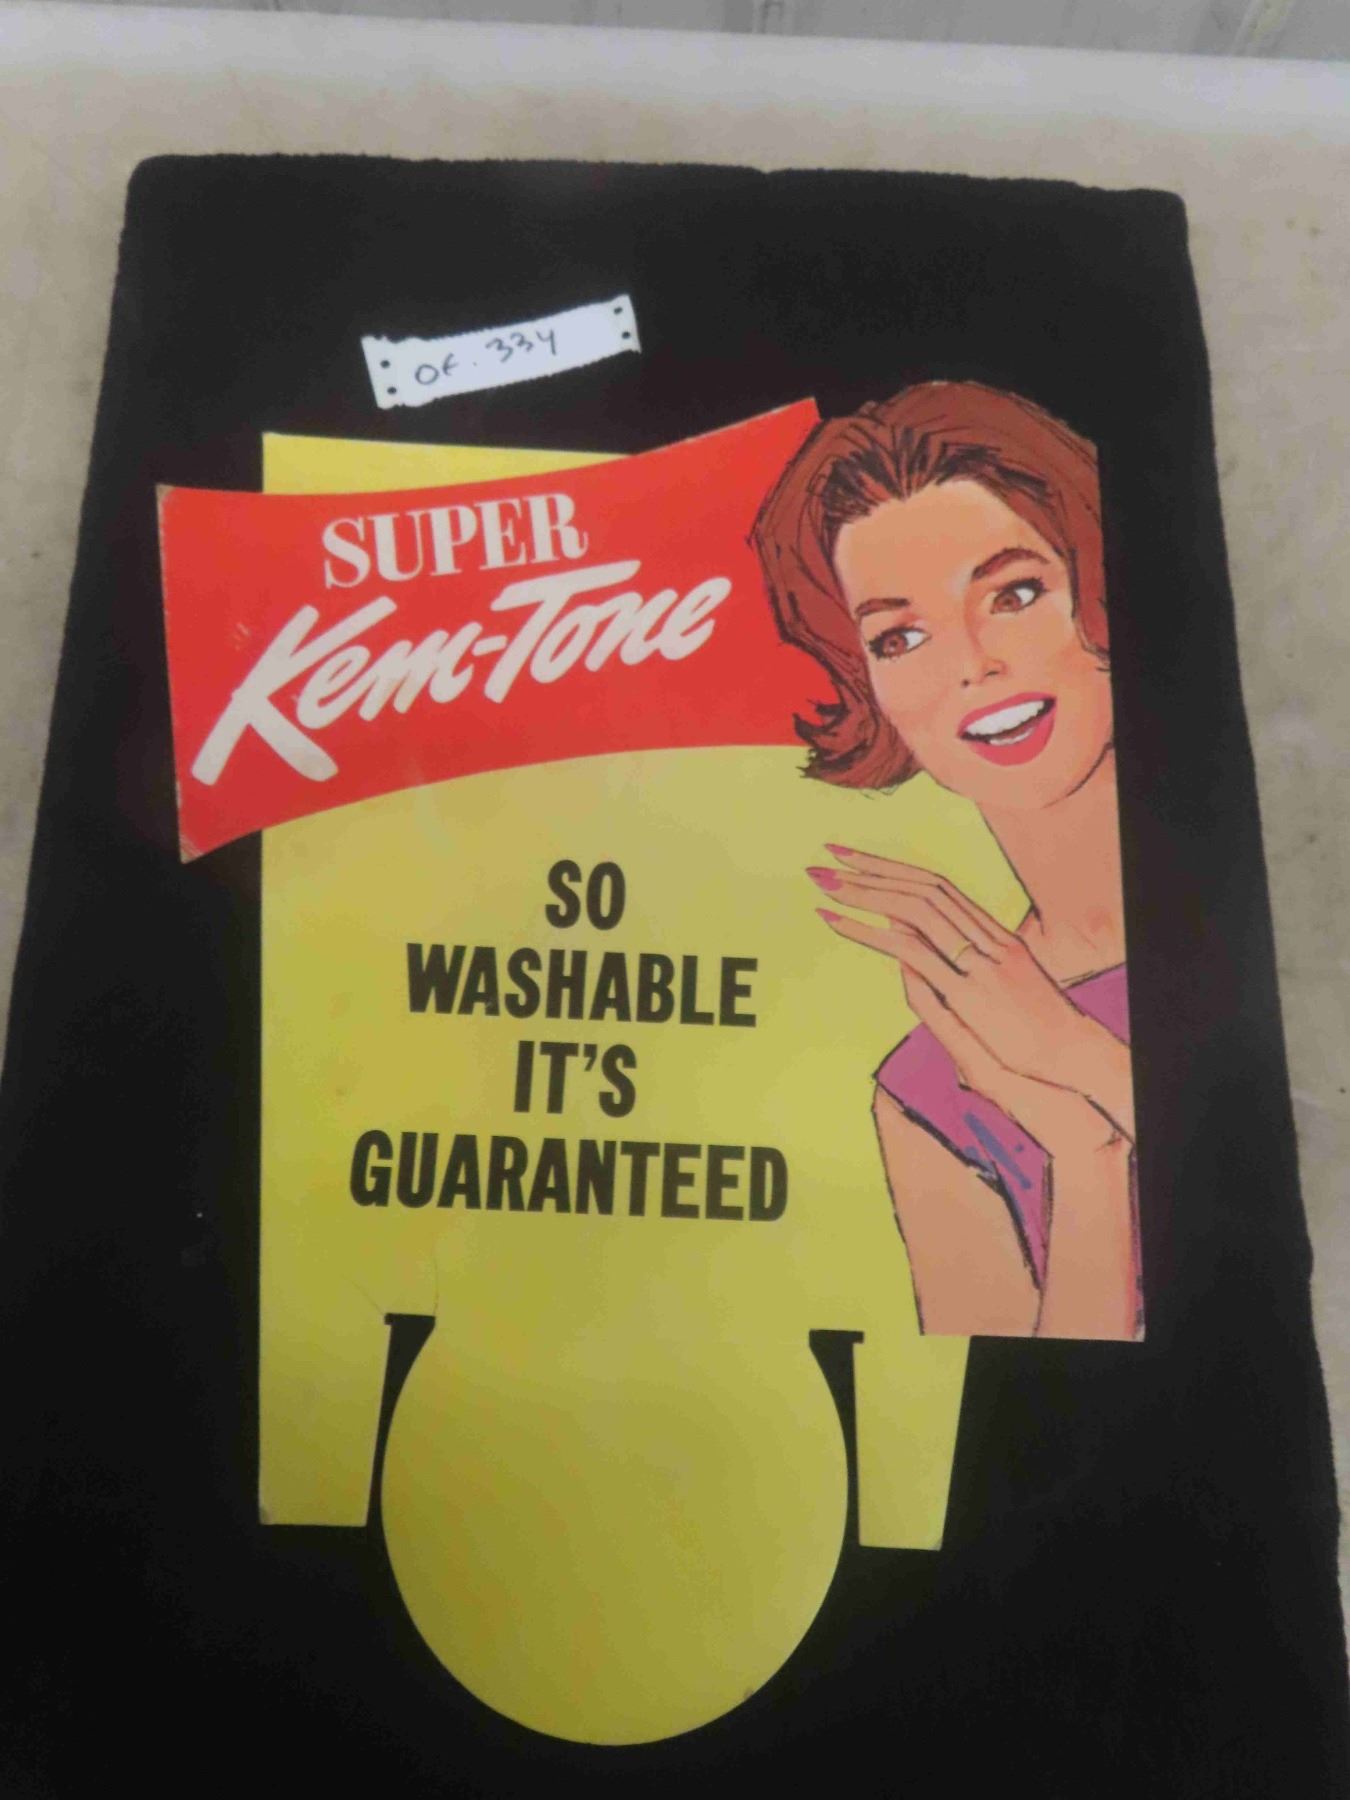 OF. 334
SUPER
Kem-Tone
SO
WASHABLE
IT'S
GUARANTEED